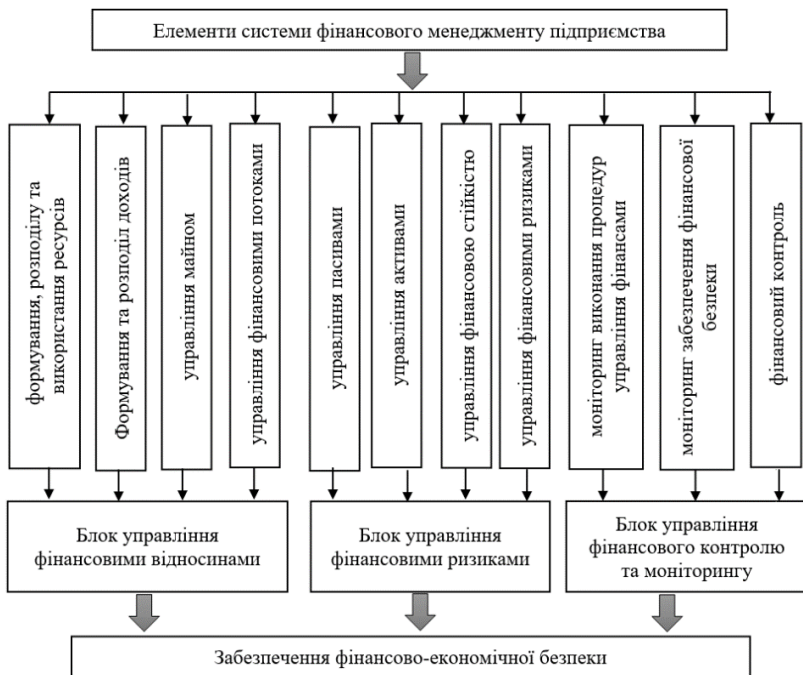 Елементи системи фінансового менеджменту підприємства
формування, розподілу та
використання ресурсів
Формування та розподіл доходів
управління майном
управління фінансовими потоками
управління пасивами
управління активами
управління фінансовою стійкістю
управління фінансовими ризиками
моніторинг виконання процедур
управління фінансами
моніторинг забезпечення фінансової
безпеки
фінансовий контроль
Блок управління
фінансовими відносинами
Блок управління
фінансовими ризиками
Блок управління
фінансового контролю
та моніторингу
Забезпечення фінансово-економічної безпеки